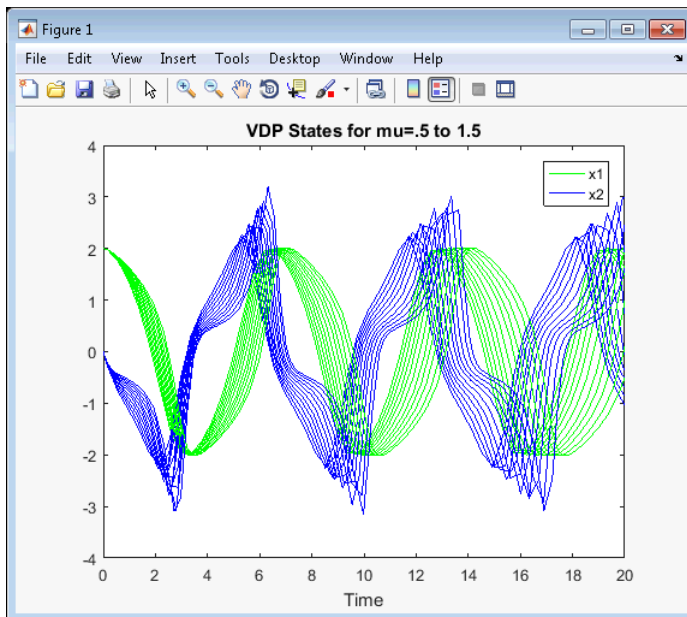 Figure 1
File Edit View Insert Tools Desktop Window Help
VDP States for mu=.5 to 1.5
x1
x2
4
3
2
1
0
-1
-2
-3
-4
0 2 4 6 8 10 12 14 16 18 20
Time